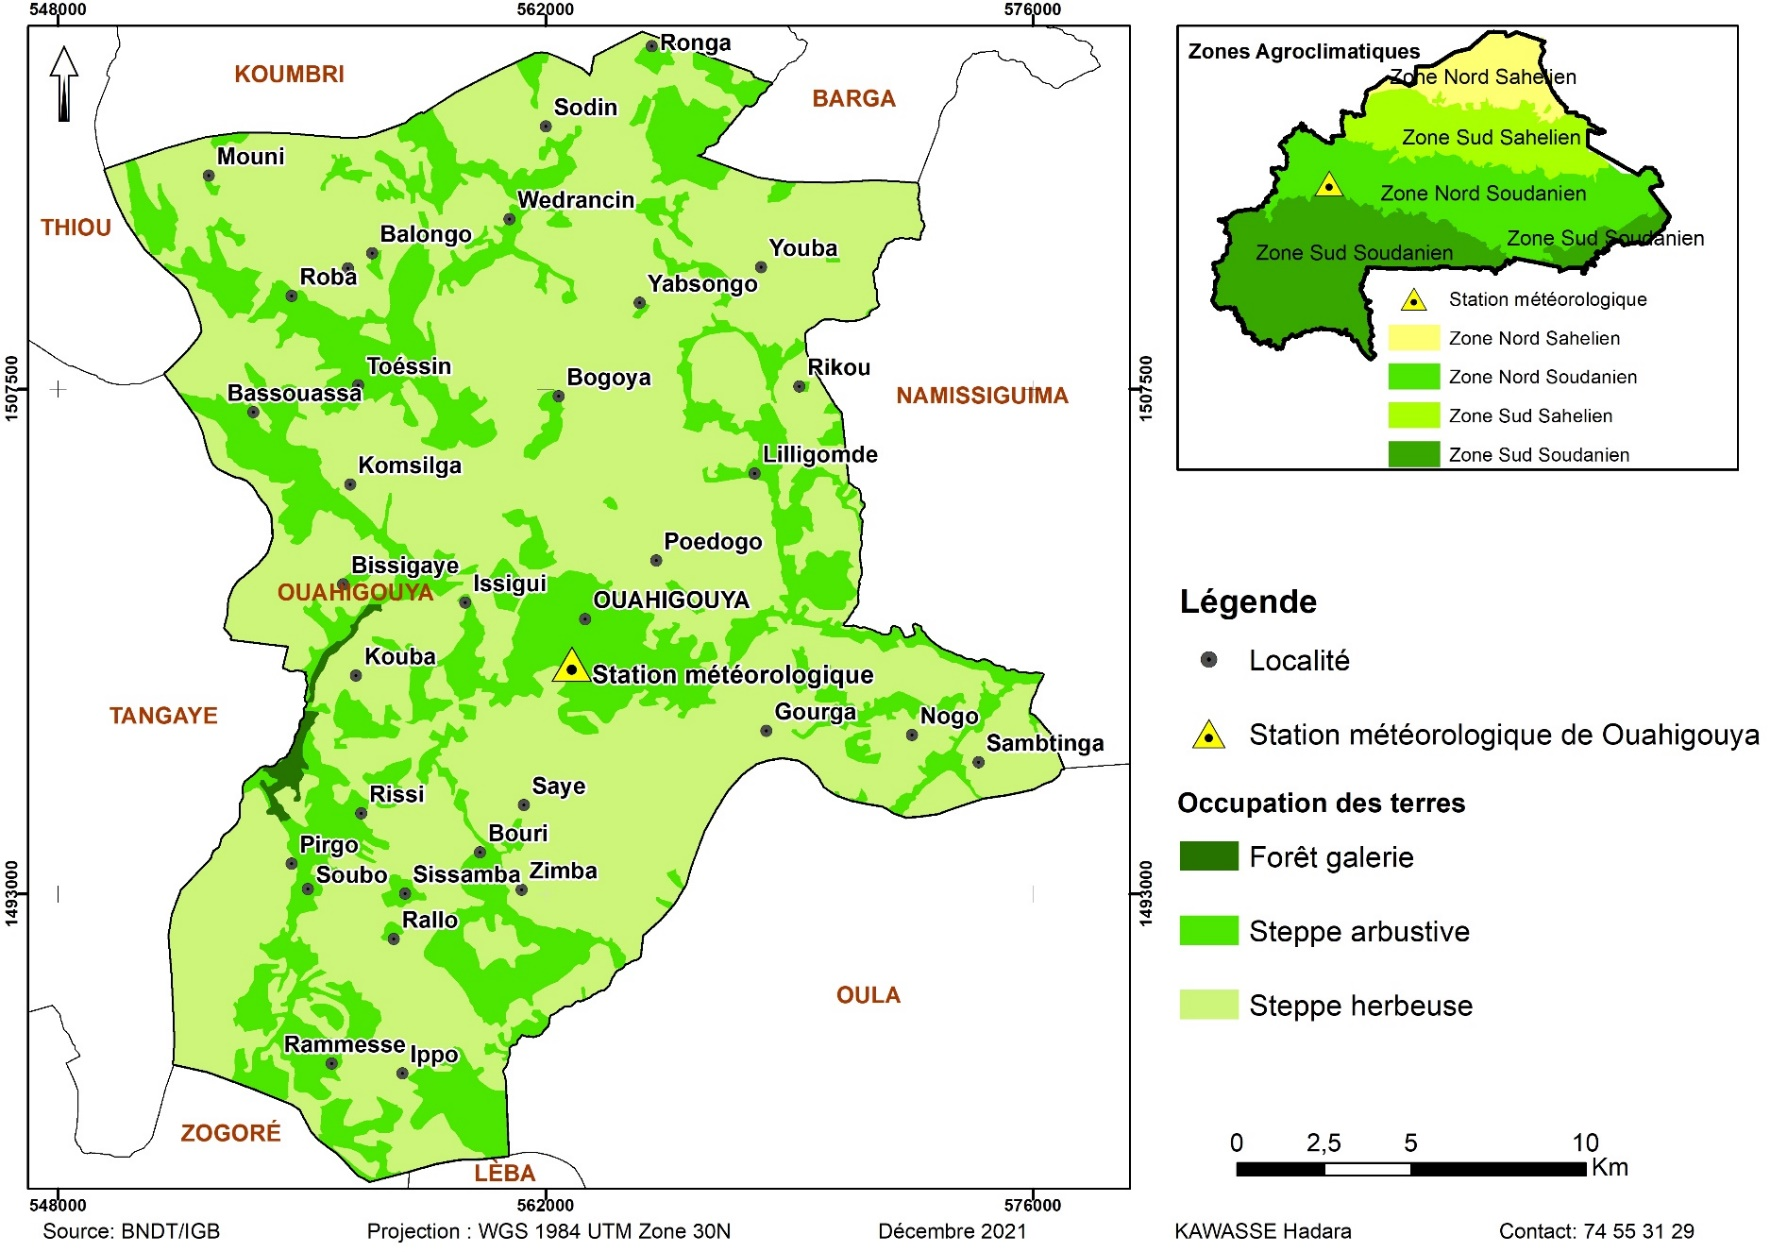 548000
562000
576000
Ronga
KOUMBRI
BARGA
Sodin
Mouni
Wedrancin
THIOU
Balongo
Youba
Roba
Yabsongo
1507500
1507500
Toéssin
Rikou
Bassouassa
Bogoya
NAMISSIGUIMA
Lilligomde
Komsilga
Poedogo
Bissigaye
Issigui
OUAHIGOUYA
OUAHIGOUYA
Kouba
Station météorologique
TANGAYE
Gourga
Nogo
Sambtinga
Saye
Rissi
Bouri
Pirgo
Zimba
Soubo
Sissamba
1493000
1493000
Rallo
OULA
Rammesse
Ippo
ZOGORÉ
LÈBA
548000
562000
576000
Zones Agroclimatiques
Zone Nord Sahelien
Zone Sud Sahelien
Zone Nord Soudanien
Zone Sud Soudanien
Zone Sud Soudanien
Station météorologique
Zone Nord Sahelien
Zone Nord Soudanien
Zone Sud Sahelien
Zone Sud Soudanien
Légende
Localité
Station météorologique de Ouahigouya
Occupation des terres
Forêt galerie
Steppe arbustive
Steppe herbeuse
0 2,5 5 10
Km
Source: BNDT/IGB Projection : WGS 1984 UTM Zone 30N Décembre 2021 KAWASSE Hadara Contact: 74 55 31 29